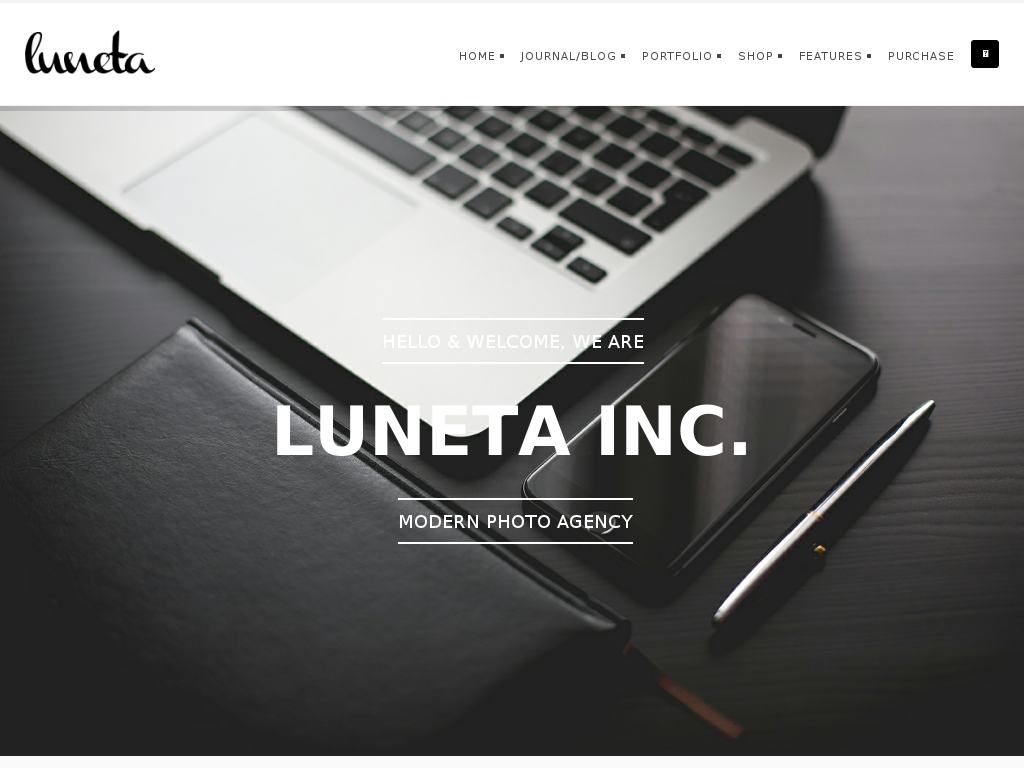 luneta
HOME JOURNAL/BLOG PORTFOLIO SHOP FEATURES PURCHASE
HELLO & WELCOME, WE ARE
LUNETA INC.
MODERN PHOTO AGENCY